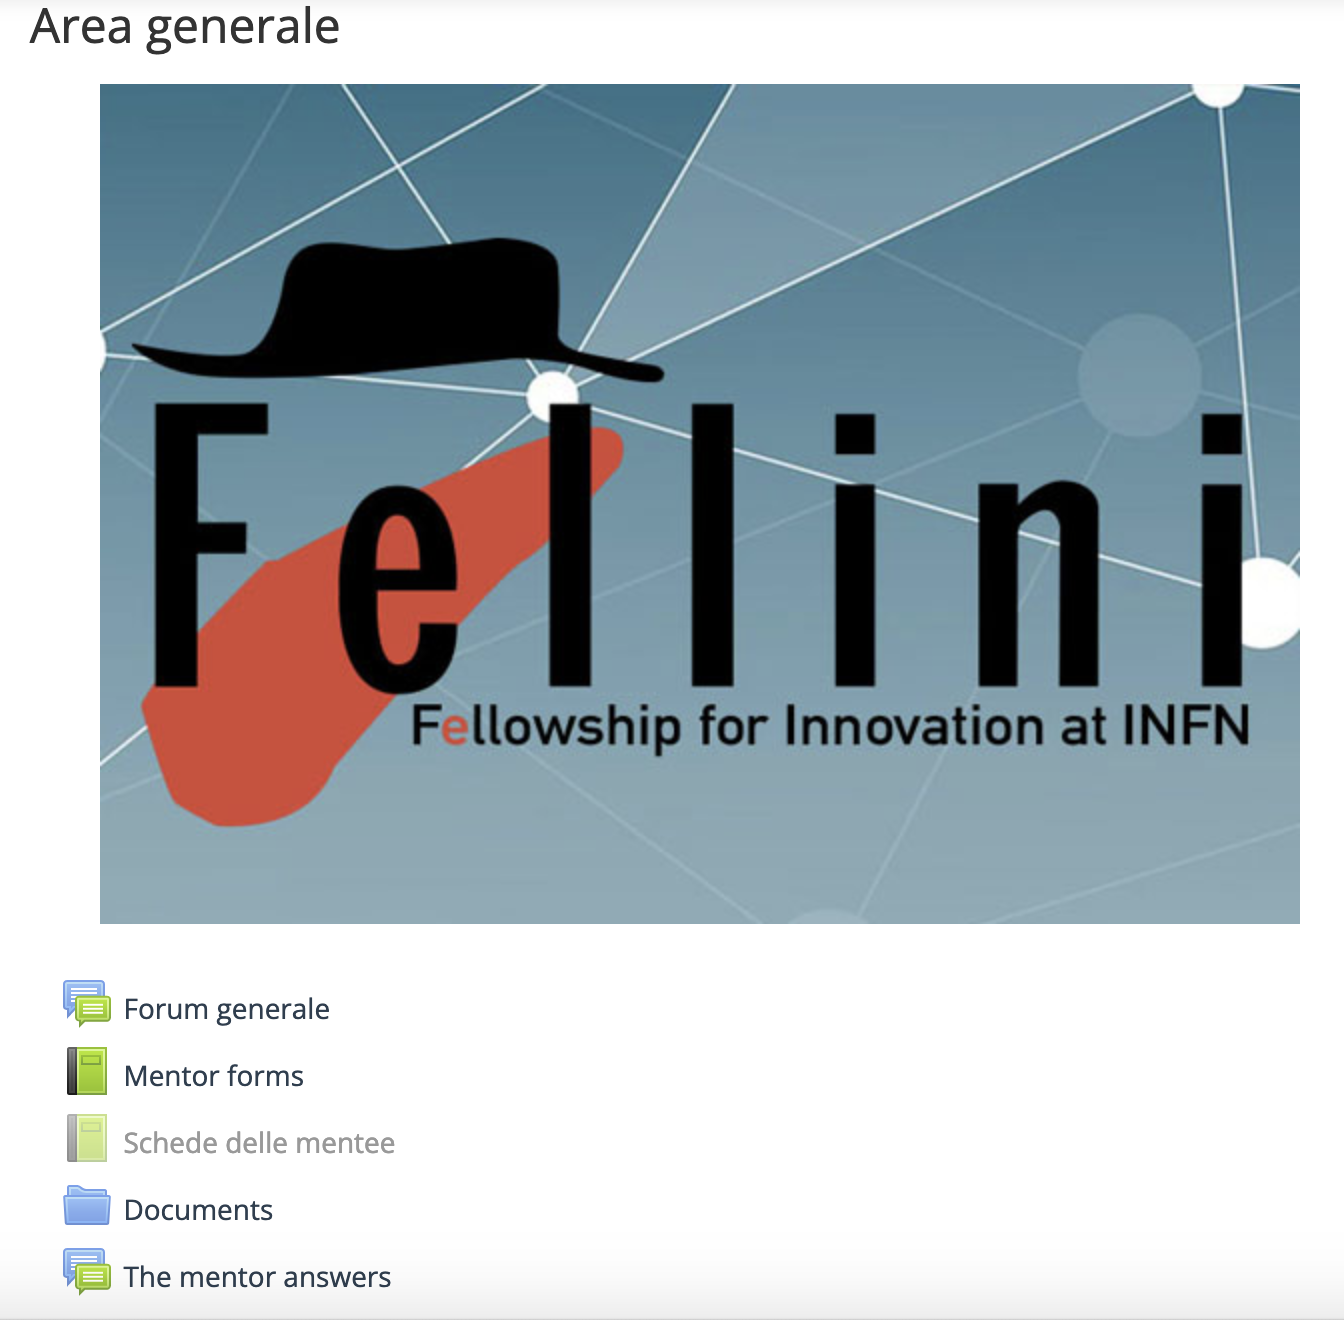 Area generale
Fellini
Fellowship for Innovation at INFN
Forum generale
Mentor forms
Schede delle mentee
Documents
The mentor answers